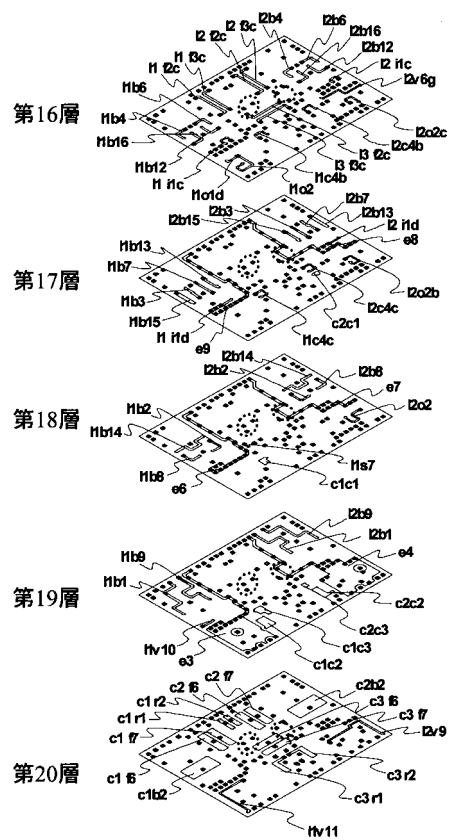 l2b4
l2b6
l2 f3c
l2b16
l2 f2c
l2b12
l1 f3c
l2 i1c
l1 f2c
l2v6g
l1b6
第16層
l1b4
l2o2c
l1b16
l2c4b
l1b12
l3 f2c
l1 i1c
l3 f3c
l1o1d
l1c4b
l1o2
l2b7
l2b3
l2b13
l2b15
l2 i1d
l1b13
e8
l1b7
第17層
l1b3
l2o2b
l1b15
l2c4c
l1 i1d
c2c1
e9
l1c4c
l2b14
l2b8
l2b2
e7
l1b2
l2o2
第18層
l1b14
l1s7
l1b8
c1c1
e6
l2b9
l2b1
l1b9
e4
l1b1
第19層
c2c2
l1v10
c2c3
e3
c1c3
c1c2
c2 f7
c2b2
c2 f6
c3 f6
c1 r2
c3 f7
c1 r1
l2v9
c1 f7
第20層
c1 f6
c3 r2
c1b2
c3 r1
l1v11